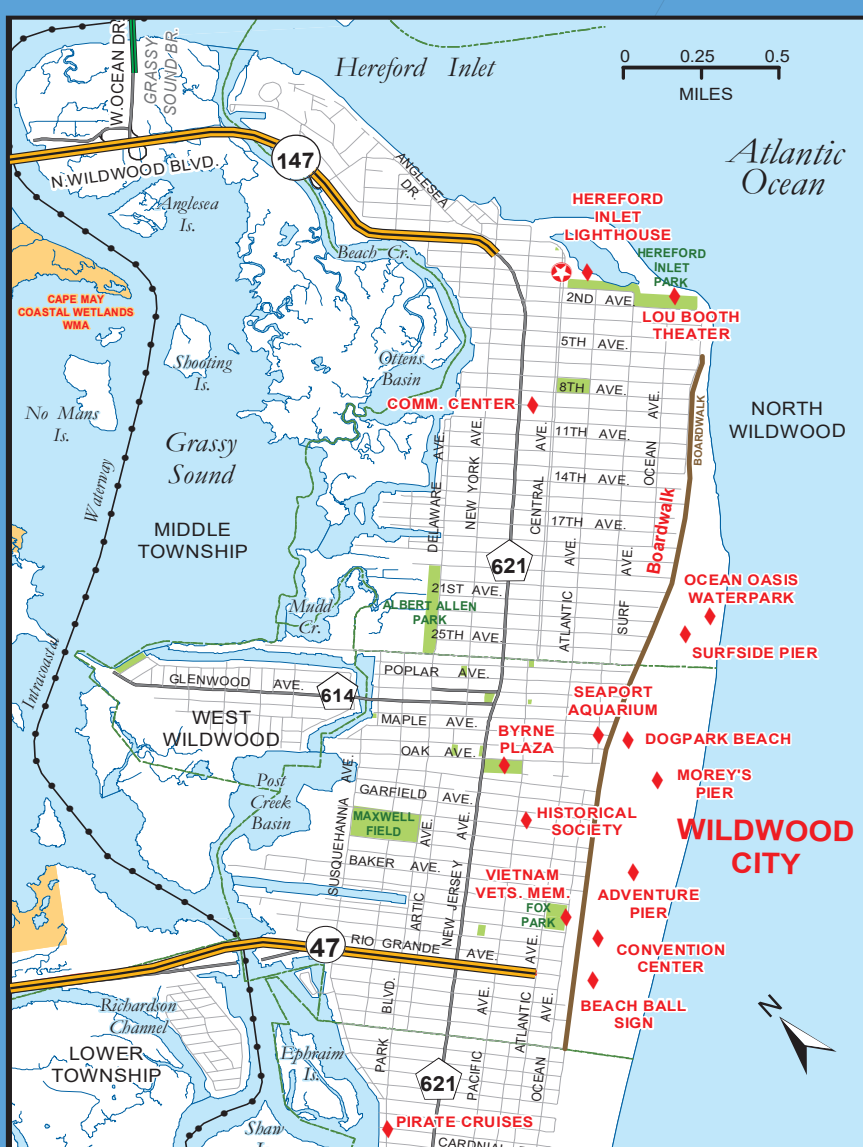 W. OCEAN DR.
GRASSY
SOUND BR.
Hereford Inlet
0 0.25 0.5
MILES
Atlantic
Ocean
147
N. WILDWOOD BLVD.
ANGLESEA
DR.
Anglesea
Is.
HEREFORD
INLET
LIGHTHOUSE
Beach Cr.
HEREFORD
INLET
PARK
2ND AVE.
CAPE MAY
COASTAL WETLANDS
WMA
LOU BOOTH
THEATER
5TH AVE.
Shooting
Is.
Ottens
Basin
8TH AVE.
COMM. CENTER
No Mans
Is.
NORTH
WILDWOOD
BOARDWALK
11TH AVE.
Grassy
Sound
DELAWARE AVE.
NEW YORK AVE.
CENTRAL AVE.
OCEAN AVE.
14TH AVE.
Waterway
17TH AVE.
Boardwalk
MIDDLE
TOWNSHIP
621
ATLANTIC AVE.
SURF AVE.
OCEAN OASIS
WATERPARK
21ST AVE.
Mudd
Cr.
ALBERT ALLEN
PARK
25TH AVE.
SURFSIDE PIER
Intracoastal
POPLAR AVE.
GLENWOOD AVE.
614
SEAPORT
AQUARIUM
WEST
WILDWOOD
MAPLE AVE.
BYRNE
PLAZA
DOGPARK BEACH
OAK AVE.
MOREY'S
PIER
Post
Creek
Basin
GARFIELD AVE.
SUSQUEHANNA AVE.
MAXWELL
FIELD
HISTORICAL
SOCIETY
WILDWOOD
CITY
BAKER AVE.
ARTIC AVE.
NEW JERSEY AVE.
VIETNAM
VETS. MEM.
ADVENTURE
PIER
FOX
PARK
47
RIO GRANDE AVE.
CONVENTION
CENTER
BEACH BALL
SIGN
Richardson
Channel
PARK BLVD.
PACIFIC AVE.
ATLANTIC AVE.
OCEAN AVE.
N
LOWER
TOWNSHIP
Ephraim
Is.
621
PIRATE CRUISES
Shaw
CARDNIAL